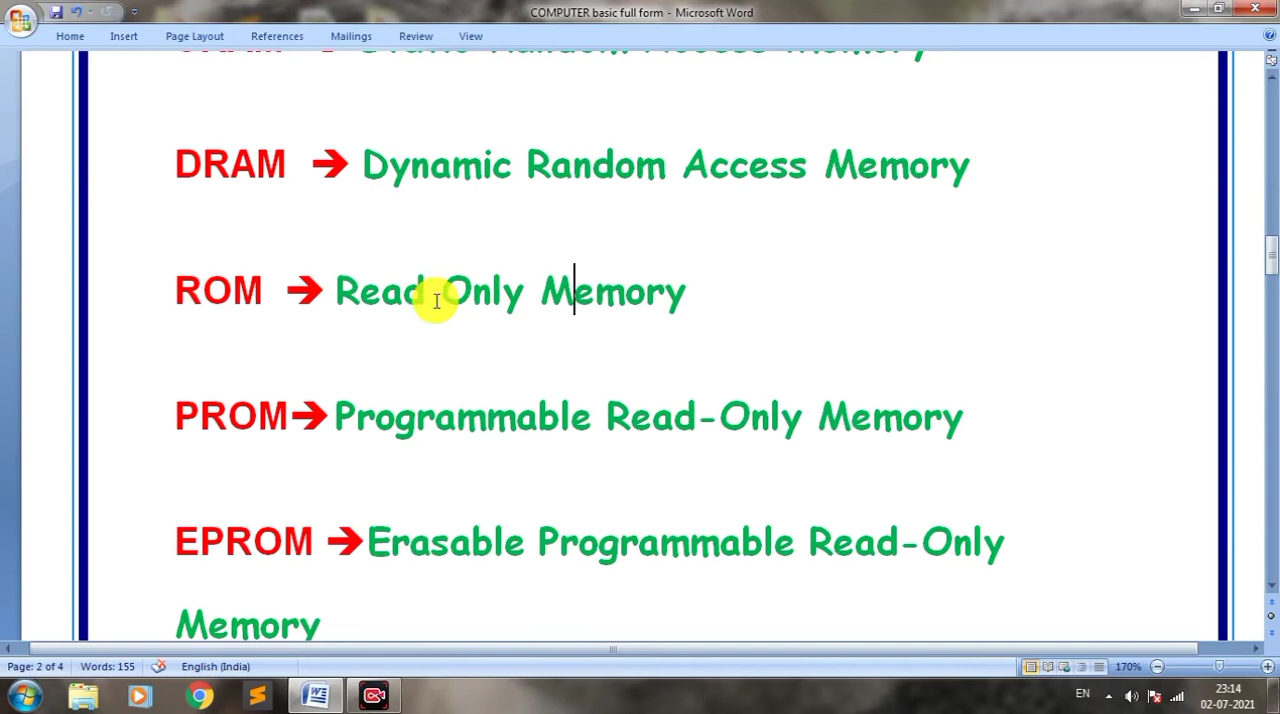 COMPUTER basic full form - Microsoft Word
Home Insert Page Layout References Mailings Review View
DRAM ➔ Dynamic Random Access Memory
ROM ➔ Read-Only Memory
PROM➔Programmable Read-Only Memory
EPROM ➔Erasable Programmable Read-Only
Memory
Page: 2 of 4 Words: 155 English (India) 170%
EN 23:14
02-07-2021